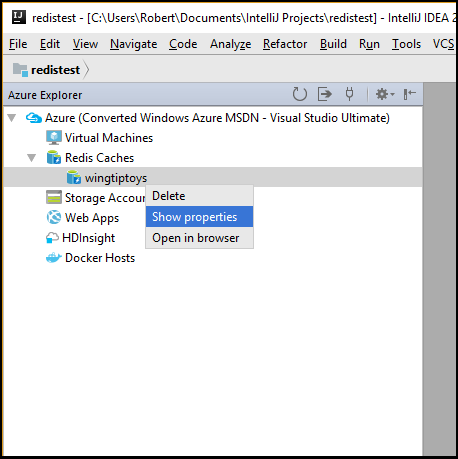 redistest - [C:\Users\Robert\Documents\IntelliJ Projects\redistest] - IntelliJ IDEA 2
File Edit View Navigate Code Analyze Refactor Build Run Tools VCS
redistest
Azure Explorer
Azure (Converted Windows Azure MSDN - Visual Studio Ultimate)
Virtual Machines
Redis Caches
wingtiptoys
Delete
Storage Accou
Show properties
Web Apps
Open in browser
HDInsight
Docker Hosts